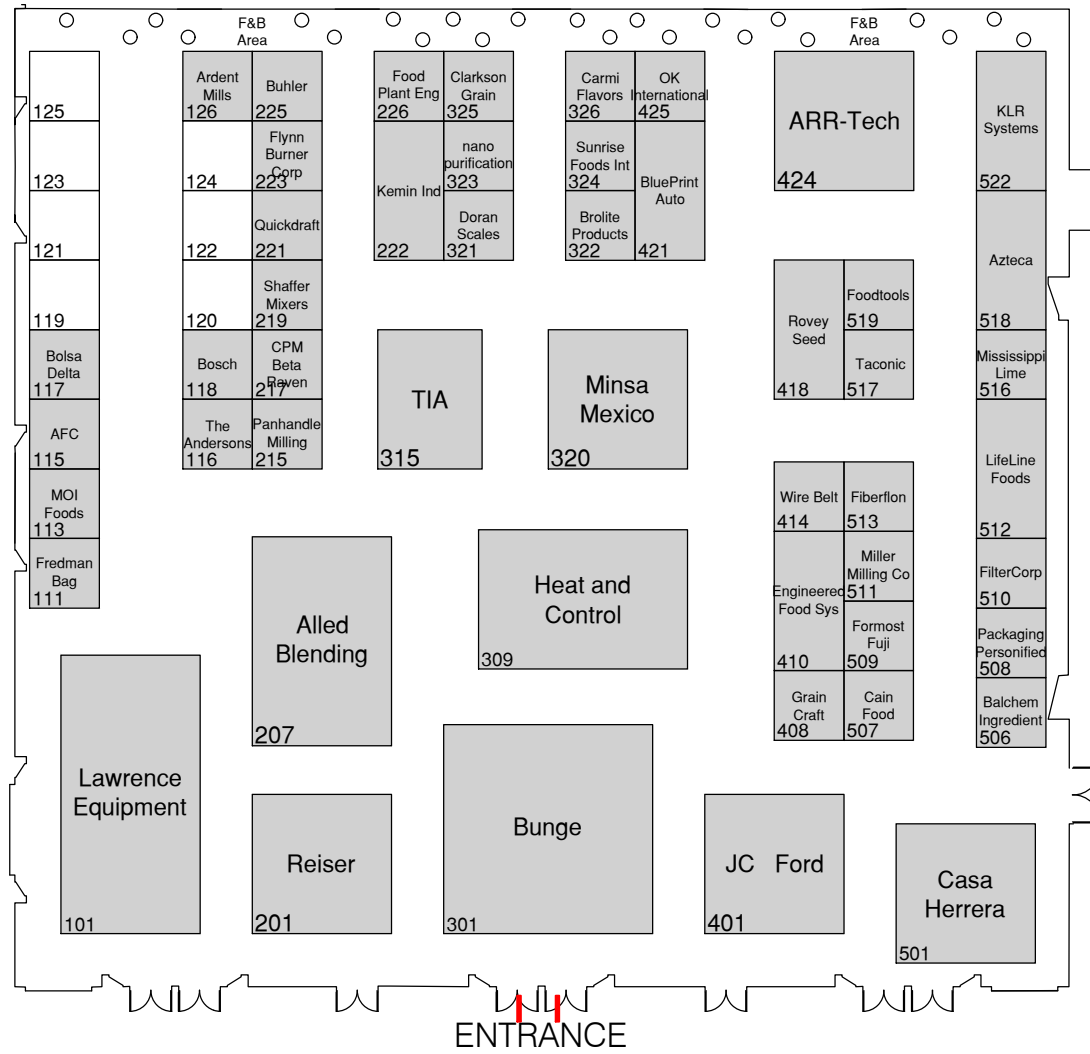 F&B
Area
F&B
Area
125
Ardent
Mills
126
Buhler
225
Food
Plant Eng
226
Clarkson
Grain
325
Carmi
Flavors
326
OK
International
425
ARR-Tech
424
KLR
Systems
522
123
124
Flynn
Burner
Corp
223
Kemin Ind
222
nano
purification
323
Sunrise
Foods Int
324
BluePrint
Auto
421
121
122
Quickdraft
221
Doran
Scales
321
Brolite
Products
322
Azteca
518
119
120
Shaffer
Mixers
219
Rovey
Seed
418
Foodtools
519
Bolsa
Delta
117
Bosch
118
CPM
Beta
Raven
217
TIA
315
Minsa
Mexico
320
Taconic
517
Mississippi
Lime
516
AFC
115
The
Andersons
116
Panhandle
Milling
215
LifeLine
Foods
512
MOI
Foods
113
Wire Belt
414
Fiberflon
513
Fredman
Bag
111
Alled
Blending
207
Heat and
Control
309
Engineered
Food Sys
410
Miller
Milling Co
511
FilterCorp
510
Formost
Fuji
509
Packaging
Personified
508
Grain
Craft
408
Cain
Food
507
Balchem
Ingredient
506
Lawrence
Equipment
101
Reiser
201
Bunge
301
JC Ford
401
Casa
Herrera
501
ENTRANCE